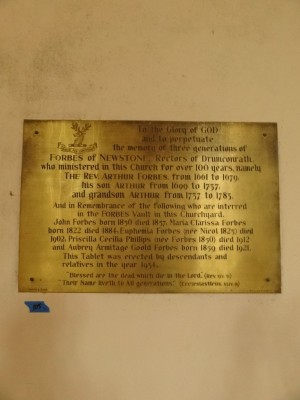 To the Glory of GOD
and to perpetuate
the memory of three generations of
FORBES of NEWSTONE, Rectors of Drumconrath,
who ministered in this Church for over 100 years, namely
THE REV. ARTHUR FORBES, from 1661 to
his son ARTHUR from 1699 to 1737,
and grandson ARTHUR from 1737 to 1785.
And in Remembrance of the following who are interred
in the FORBES Vault in this Churchyard.
John Forbes born 1850 died 1857. Maria Clarissa Forbes
born 1822 died 1884. Euphemia Forbes (née Nicol 1825) died
1902. Priscilla Cecilia Phillips (née Forbes 1858) died 1912
and Aubrey Armitage Gould Forbes born 1859 died 1921.
This Tablet was erected by descendants and
relatives in the year 1938.
"Blessed are the dead which die in the Lord."
"Their Name liveth to all generations."